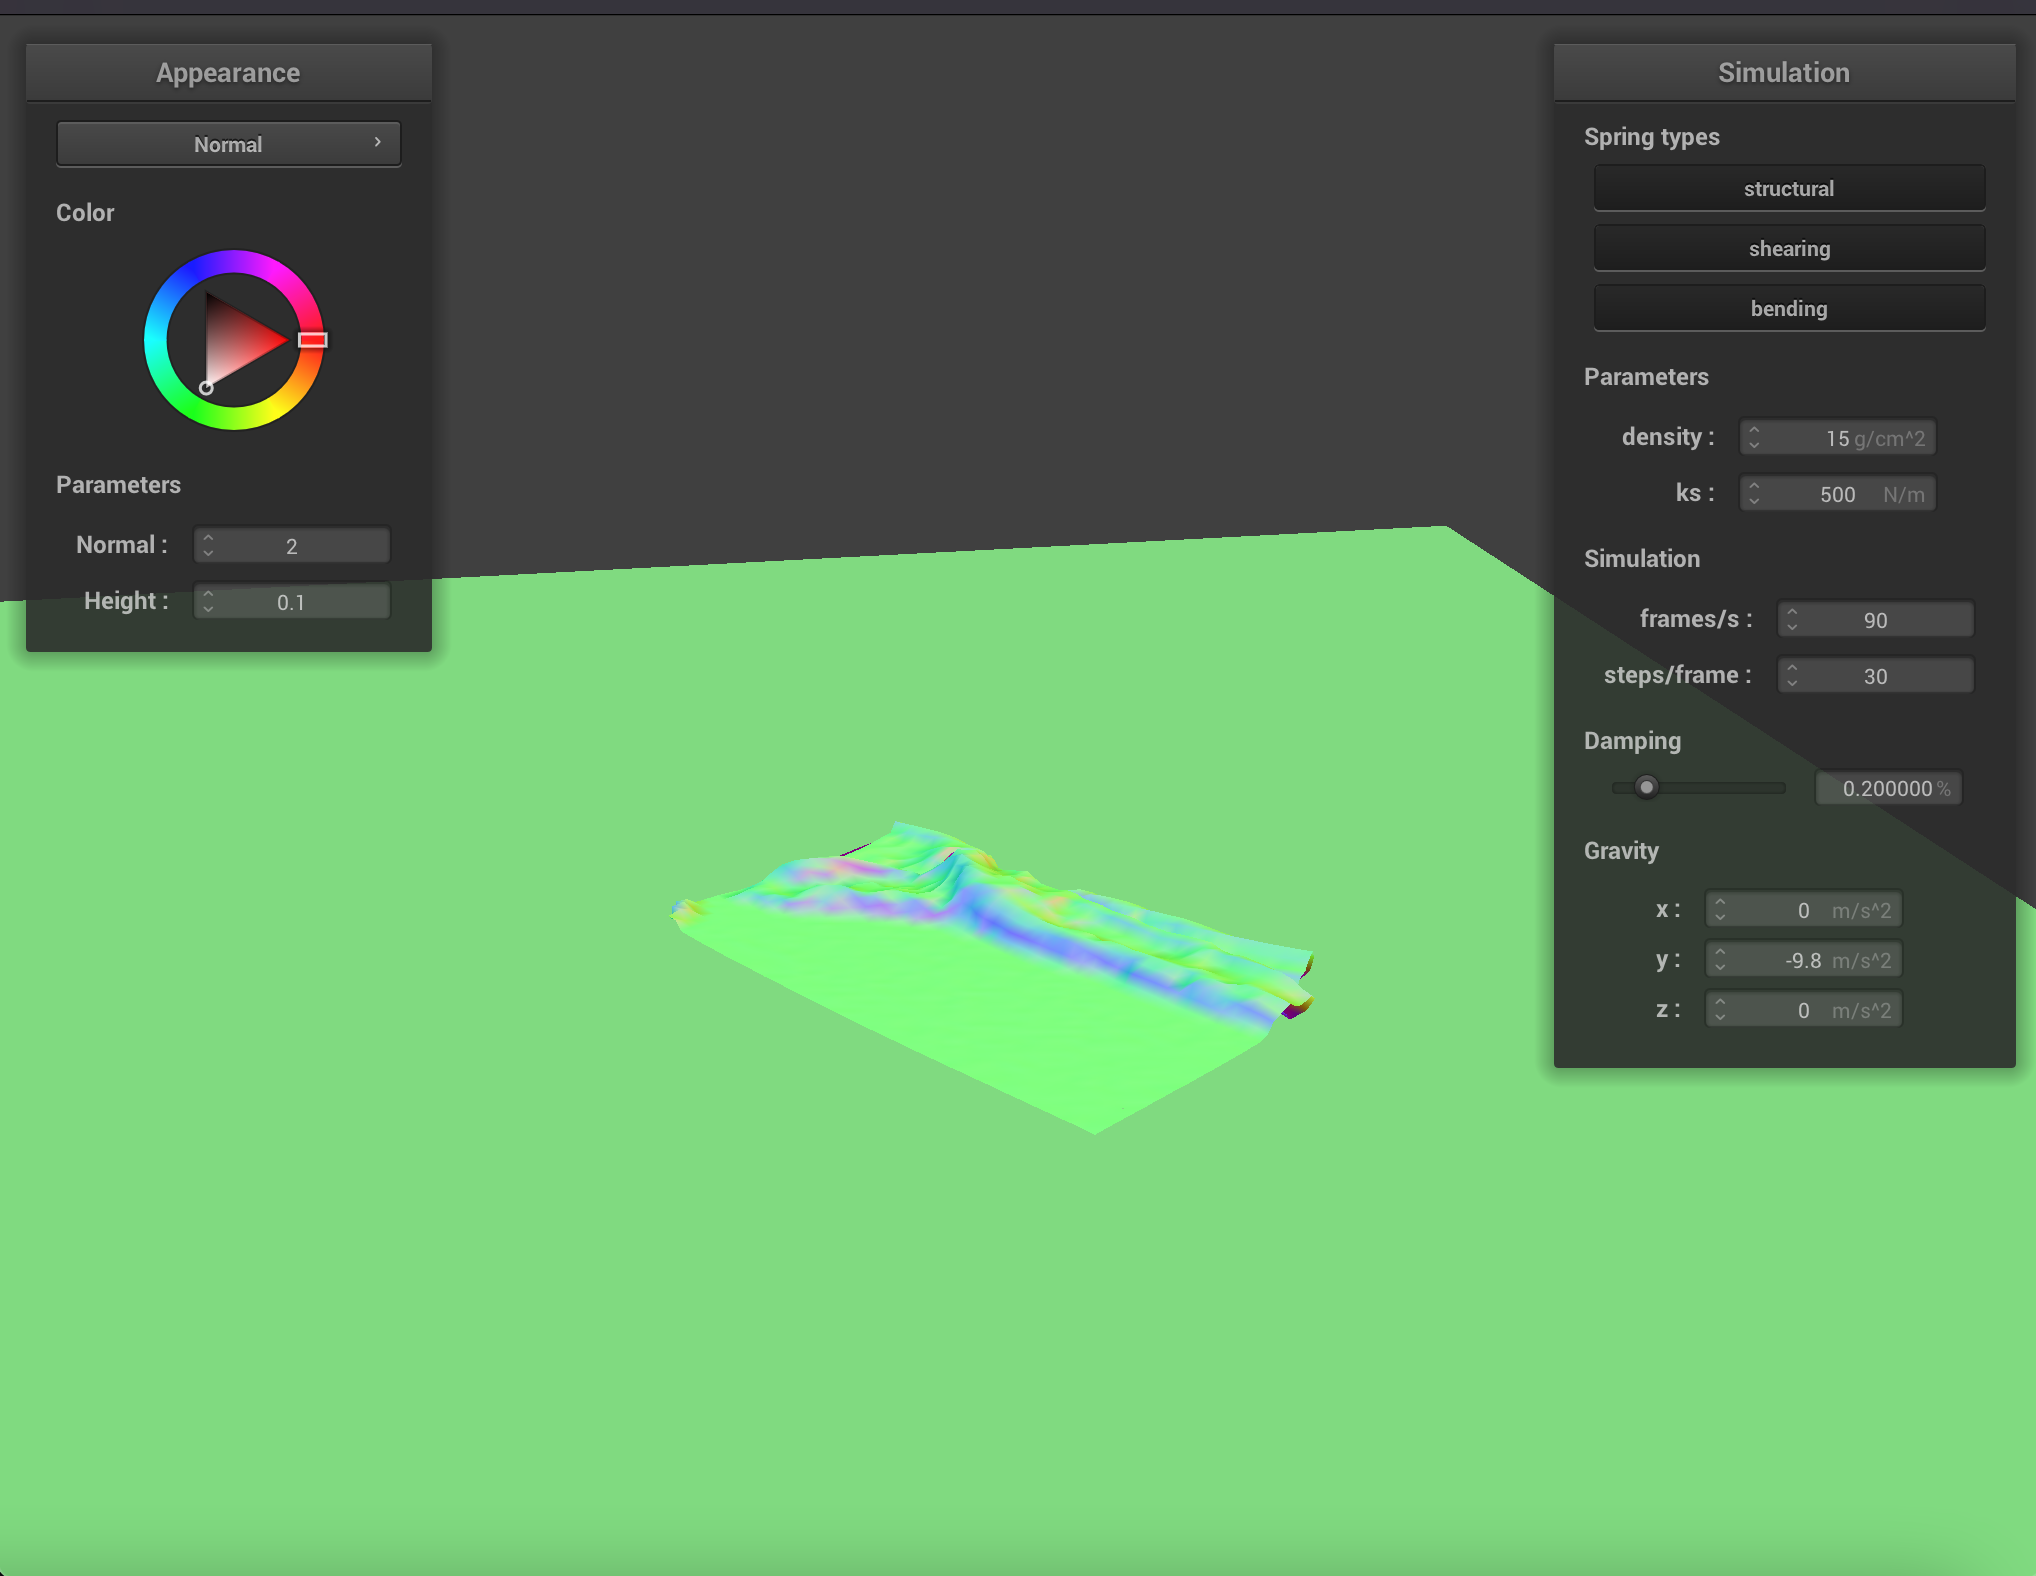 Appearance
Normal
Color
Parameters
Normal : 2
Height : 0.1
Simulation
Spring types
structural
shearing
bending
Parameters
density : 15 g/cm^2
ks : 500 N/m
Simulation
frames/s : 90
steps/frame : 30
Damping
0.200000 %
Gravity
x : 0 m/s^2
y : -9.8 m/s^2
z : 0 m/s^2